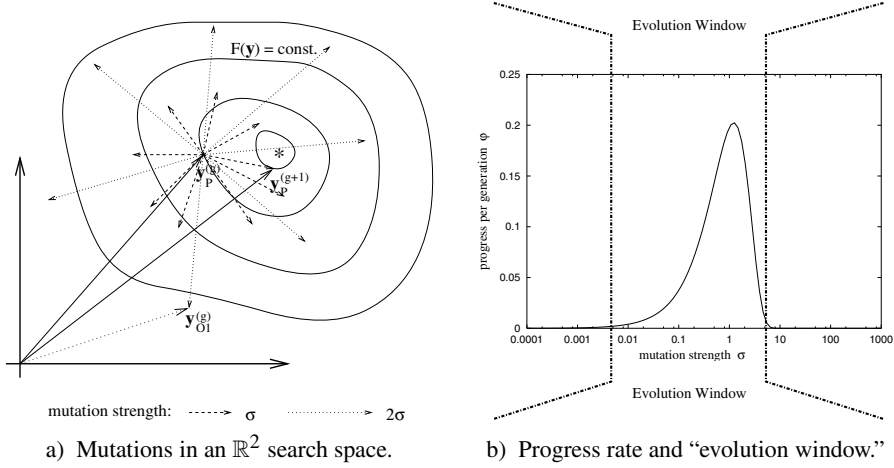 F(y) = const.
*
y_P^(g)
y_P^(g+1)
y_O1^(g)
mutation strength: σ 2σ
a) Mutations in an ℝ² search space.
Evolution Window
0.25
0.2
0.15
0.1
0.05
0
progress per generation φ
0.0001 0.001 0.01 0.1 1 10 100 1000
mutation strength σ
Evolution Window
b) Progress rate and “evolution window.”